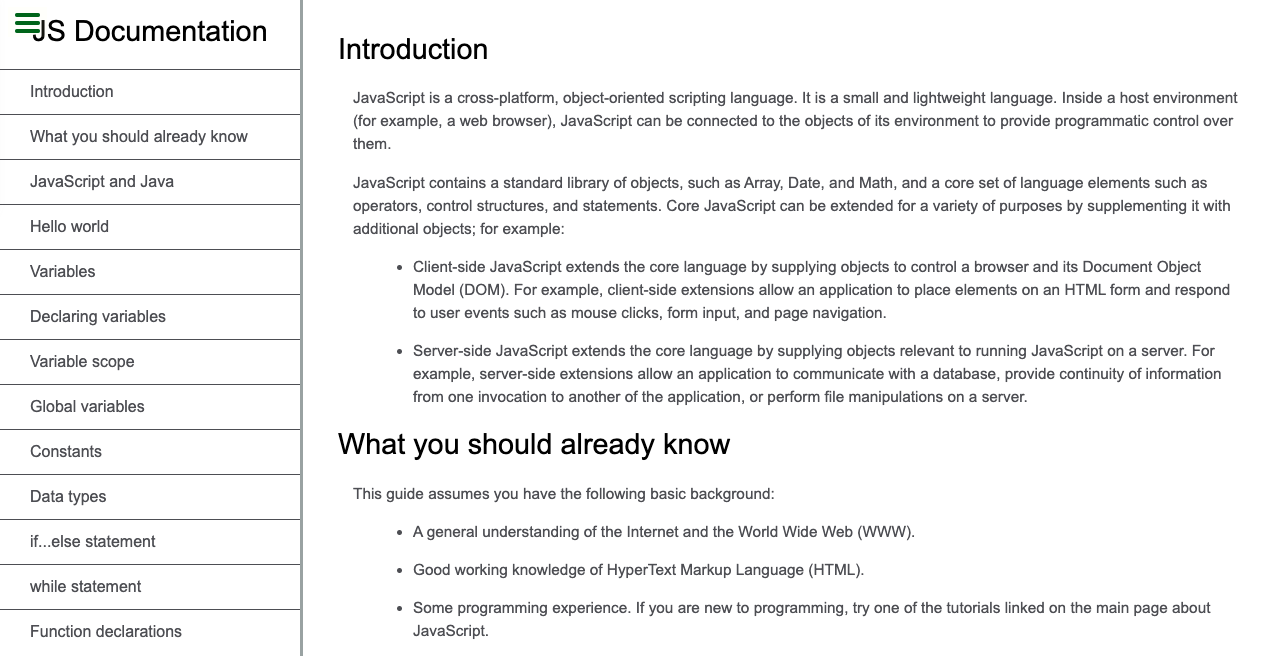 JS Documentation
Introduction
What you should already know
JavaScript and Java
Hello world
Variables
Declaring variables
Variable scope
Global variables
Constants
Data types
if...else statement
while statement
Function declarations
Introduction
JavaScript is a cross-platform, object-oriented scripting language. It is a small and lightweight language. Inside a host environment
(for example, a web browser), JavaScript can be connected to the objects of its environment to provide programmatic control over
them.
JavaScript contains a standard library of objects, such as Array, Date, and Math, and a core set of language elements such as
operators, control structures, and statements. Core JavaScript can be extended for a variety of purposes by supplementing it with
additional objects; for example:
• Client-side JavaScript extends the core language by supplying objects to control a browser and its Document Object
Model (DOM). For example, client-side extensions allow an application to place elements on an HTML form and respond
to user events such as mouse clicks, form input, and page navigation.
• Server-side JavaScript extends the core language by supplying objects relevant to running JavaScript on a server. For
example, server-side extensions allow an application to communicate with a database, provide continuity of information
from one invocation to another of the application, or perform file manipulations on a server.
What you should already know
This guide assumes you have the following basic background:
• A general understanding of the Internet and the World Wide Web (WWW).
• Good working knowledge of HyperText Markup Language (HTML).
• Some programming experience. If you are new to programming, try one of the tutorials linked on the main page about
JavaScript.